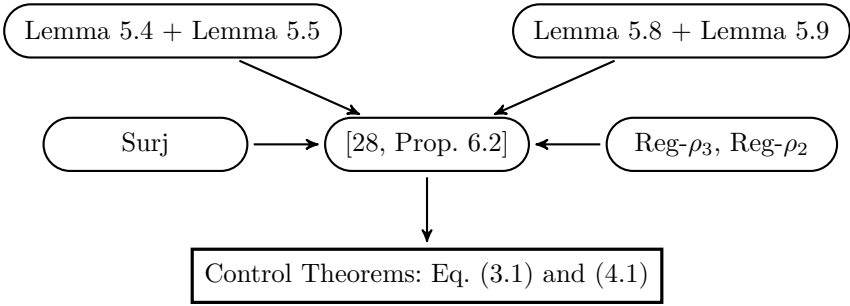 Lemma 5.4 + Lemma 5.5
Lemma 5.8 + Lemma 5.9
Surj
[28, Prop. 6.2]
Reg-ρ₃, Reg-ρ₂
Control Theorems: Eq. (3.1) and (4.1)